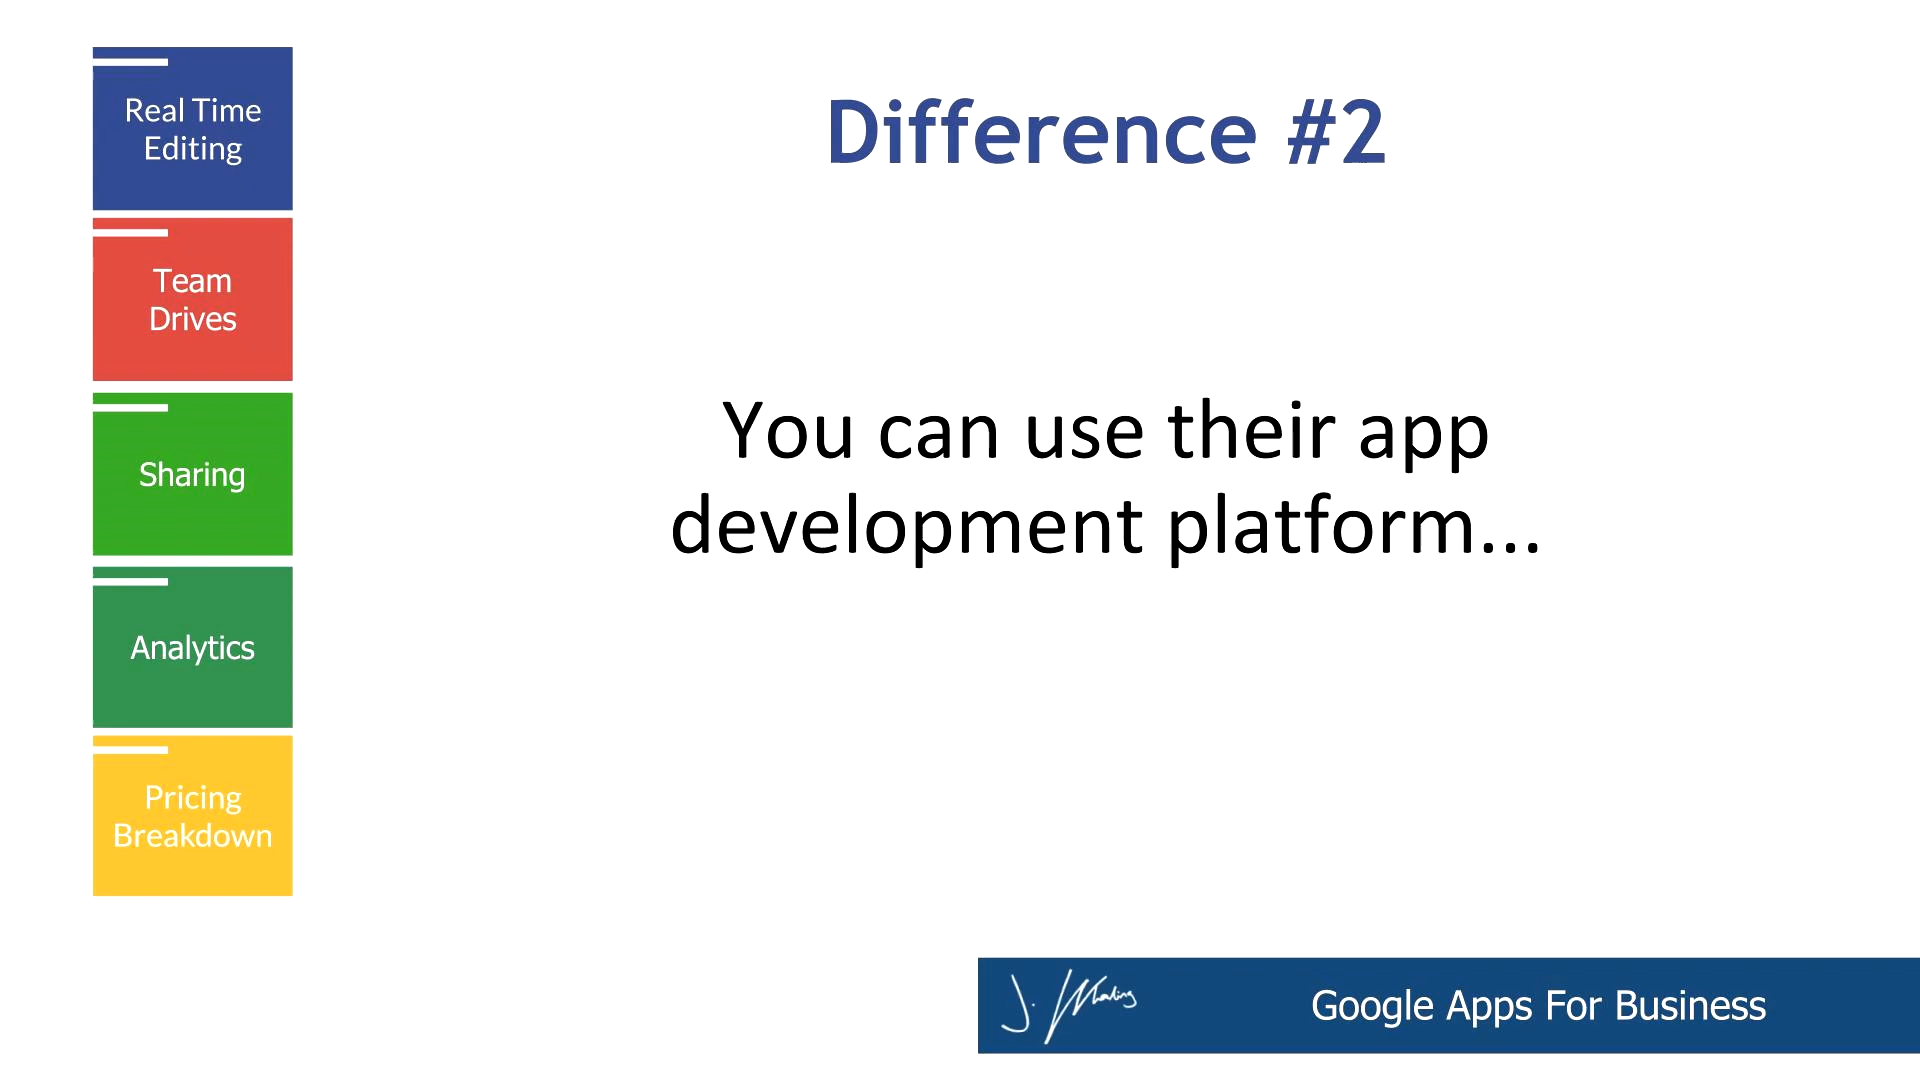 Real Time
Editing
Team
Drives
Sharing
Analytics
Pricing
Breakdown
Difference #2
You can use their app
development platform...
Google Apps For Business